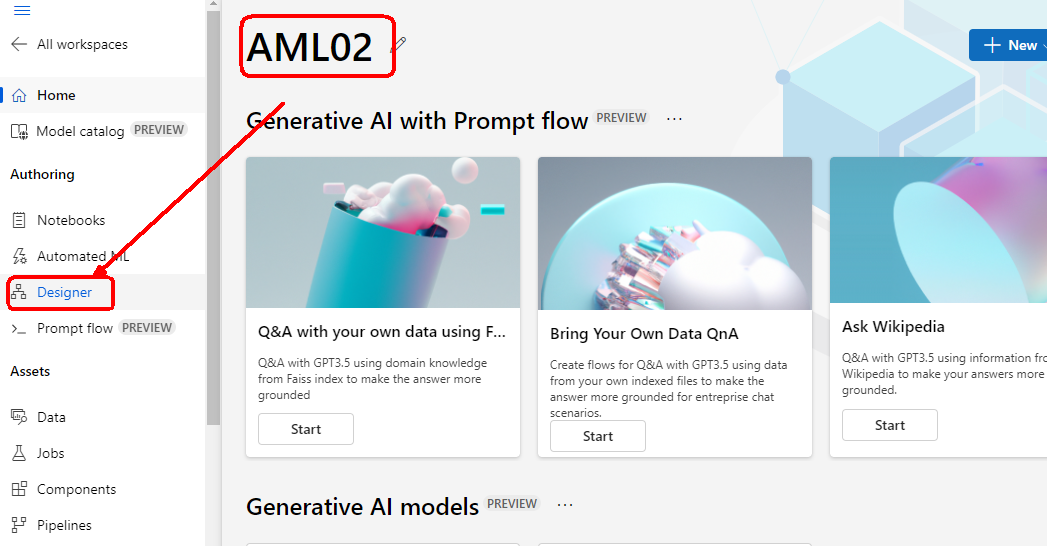 All workspaces
Home
Model catalog PREVIEW
Authoring
Notebooks
Automated ML
Designer
Prompt flow PREVIEW
Assets
Data
Jobs
Components
Pipelines
AML02
New
Generative AI with Prompt flow PREVIEW ...
Q&A with your own data using F...
Q&A with GPT3.5 using domain knowledge
from Faiss index to make the answer more
grounded
Start
Bring Your Own Data QnA
Create flows for Q&A with GPT3.5 using data
from your own indexed files to make the
answer more grounded for entreprise chat
scenarios.
Start
Ask Wikipedia
Q&A with GPT3.5 using information
Wikipedia to make your answers more
grounded.
Start
Generative AI models PREVIEW ...